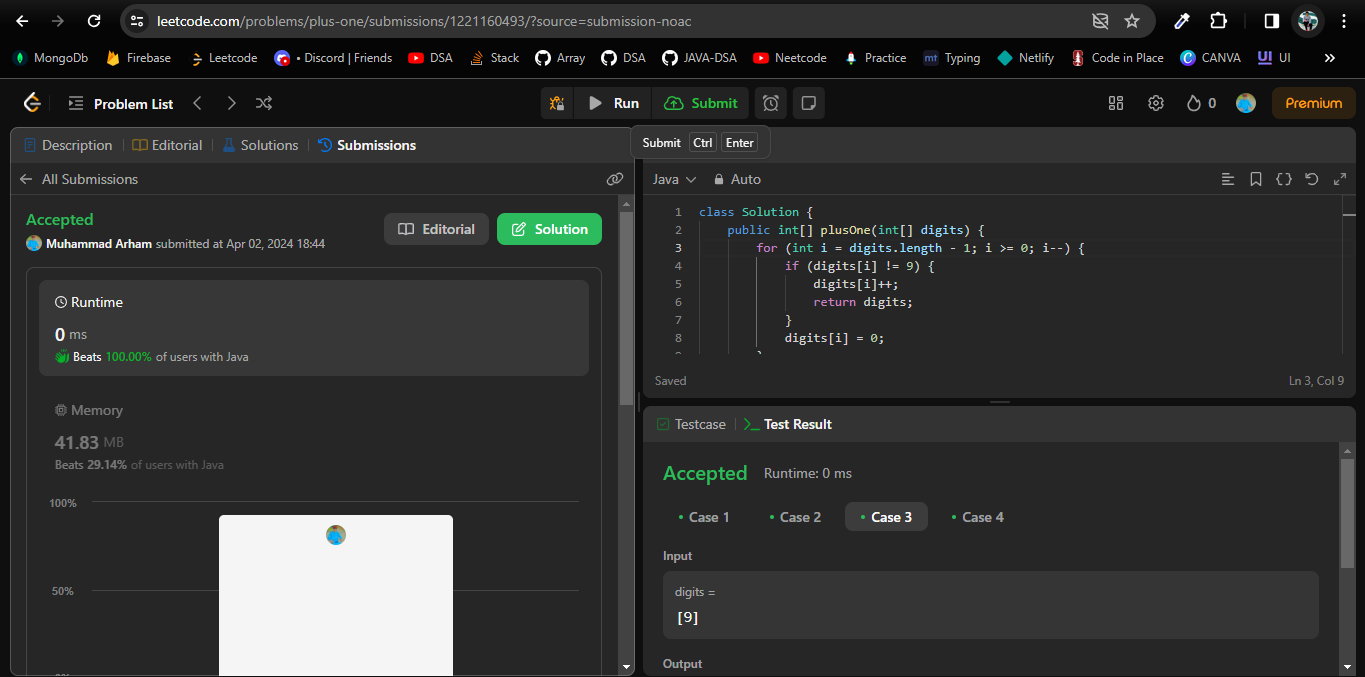 leetcode.com/problems/plus-one/submissions/1221160493/?source=submission-noac
MongoDB Firebase Leetcode • Discord | Friends DSA Stack Array DSA JAVA-DSA Neetcode Practice mt Typing Netlify Code in Place CANVA UI UI »
Problem List Run Submit 0 Premium
Description Editorial Solutions Submissions
Submit Ctrl Enter
All Submissions
Java Auto
Accepted
Muhammad Arham submitted at Apr 02, 2024 18:44
Editorial Solution
Runtime
0 ms
Beats 100.00% of users with Java
Memory
41.83 MB
Beats 29.14% of users with Java
100%
50%
1 class Solution {
2 public int[] plusOne(int[] digits) {
3 for (int i = digits.length - 1; i >= 0; i--) {
4 if (digits[i] != 9) {
5 digits[i]++;
6 return digits;
7 }
8 digits[i] = 0;
Saved Ln 3, Col 9
Testcase Test Result
Accepted Runtime: 0 ms
• Case 1 • Case 2 • Case 3 • Case 4
Input
digits =
[9]
Output